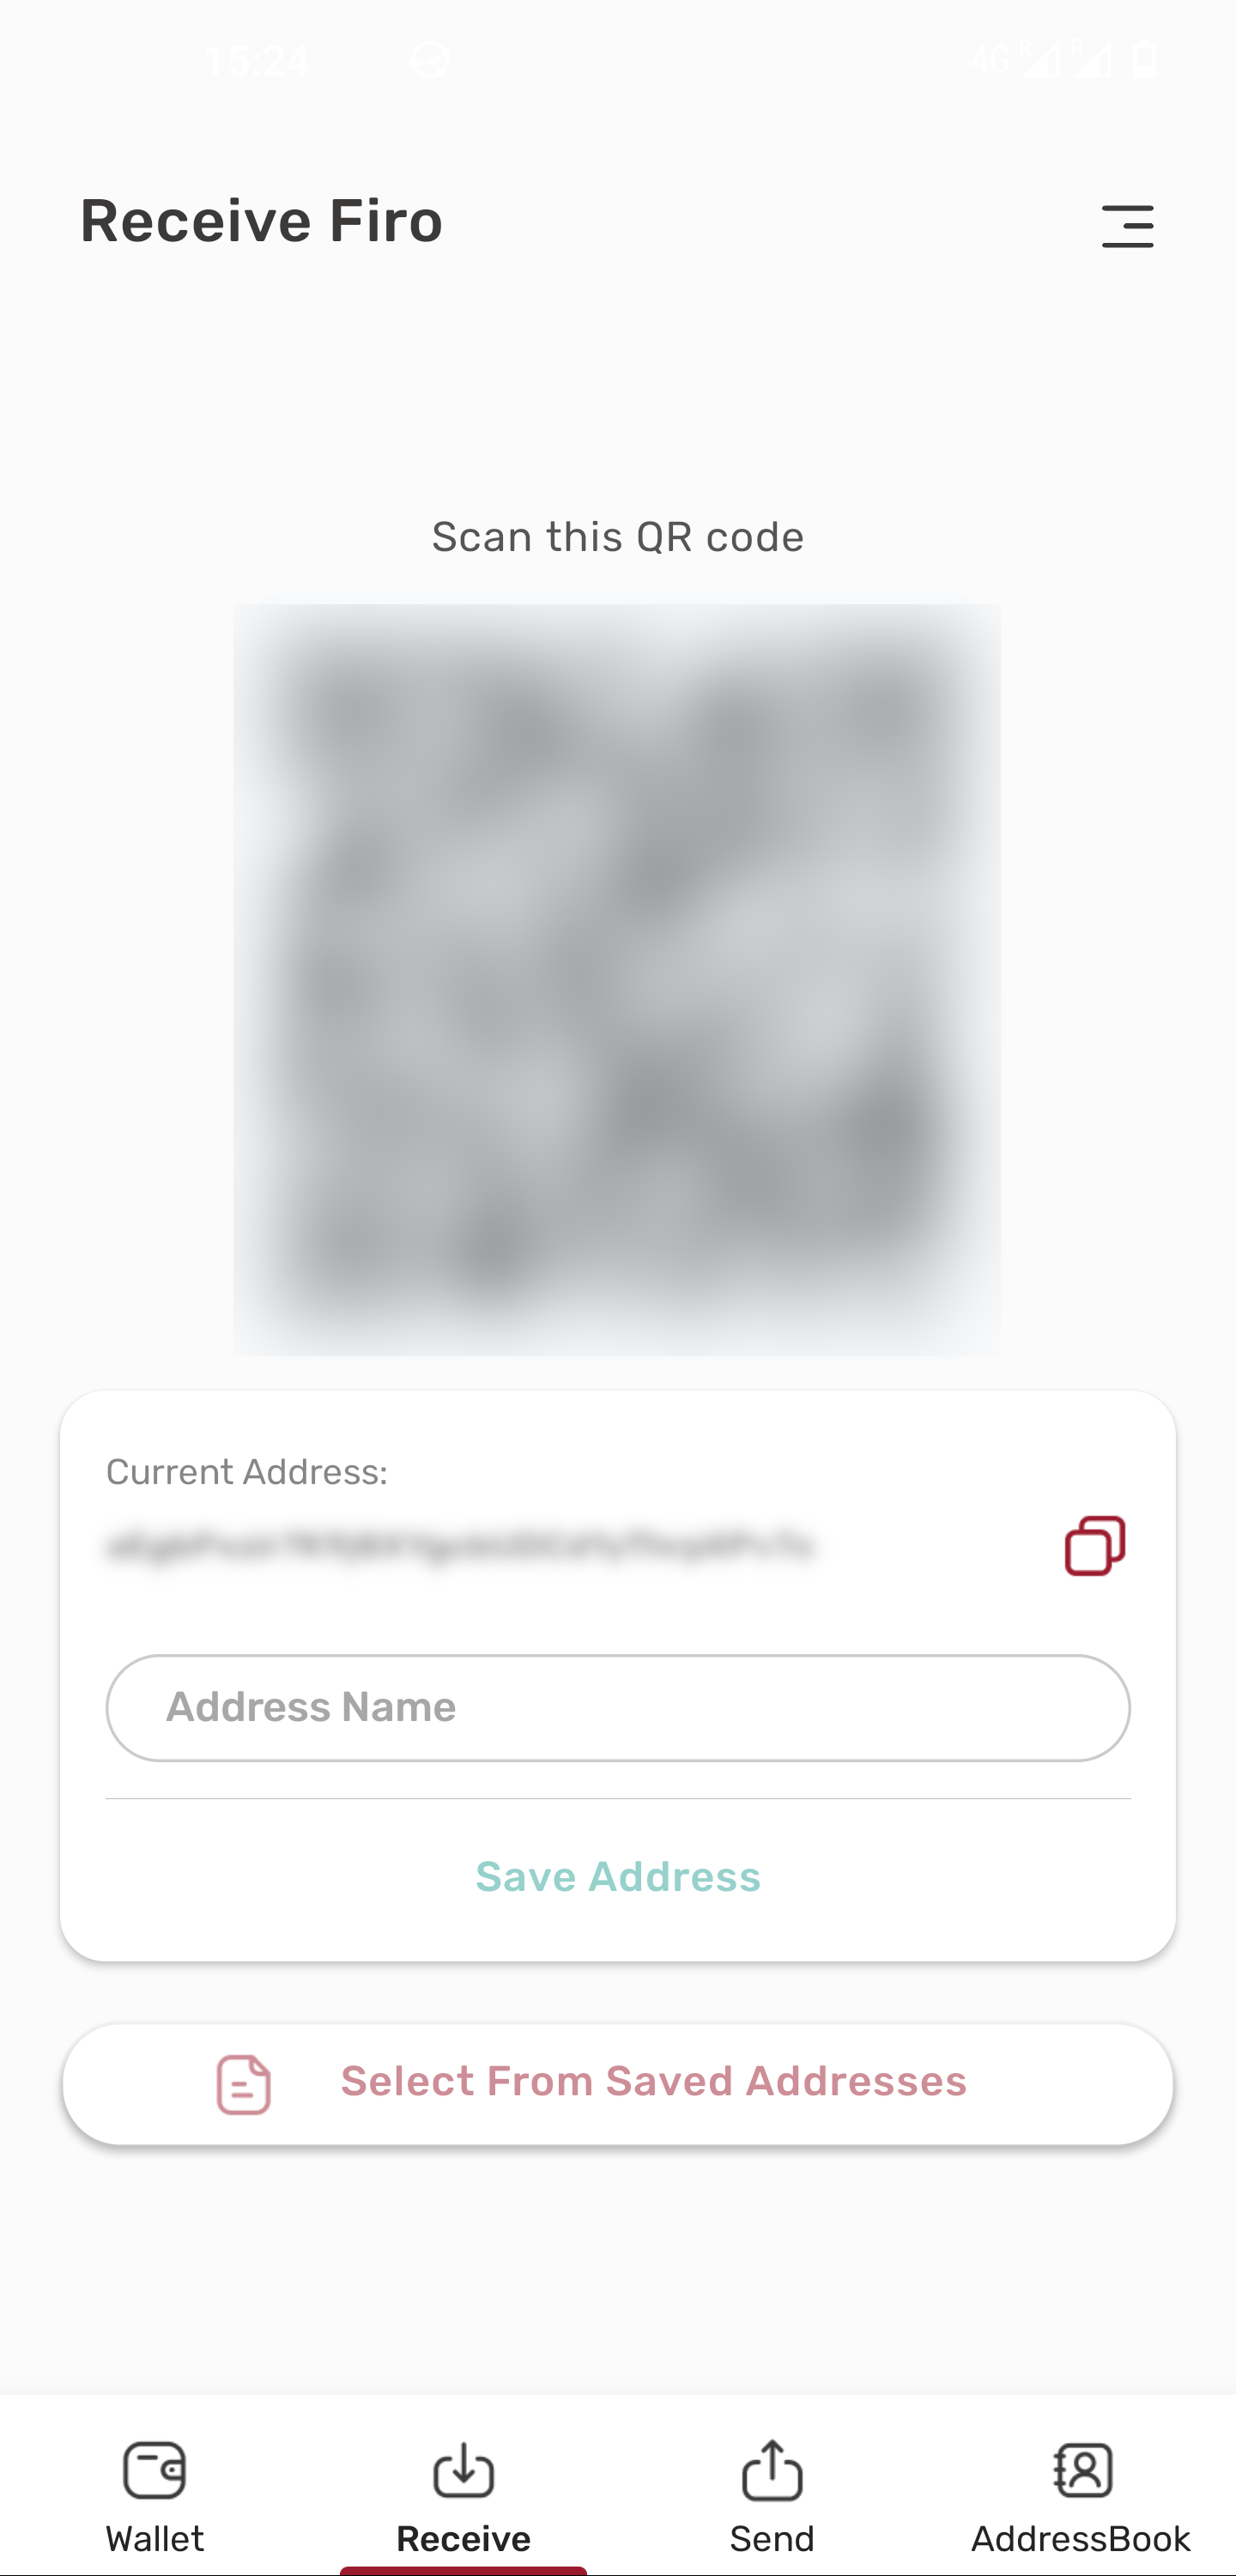 15:24
4G R R
Receive Firo
Scan this QR code
Current Address:
Address Name
Save Address
Select From Saved Addresses
Wallet
Receive
Send
AddressBook